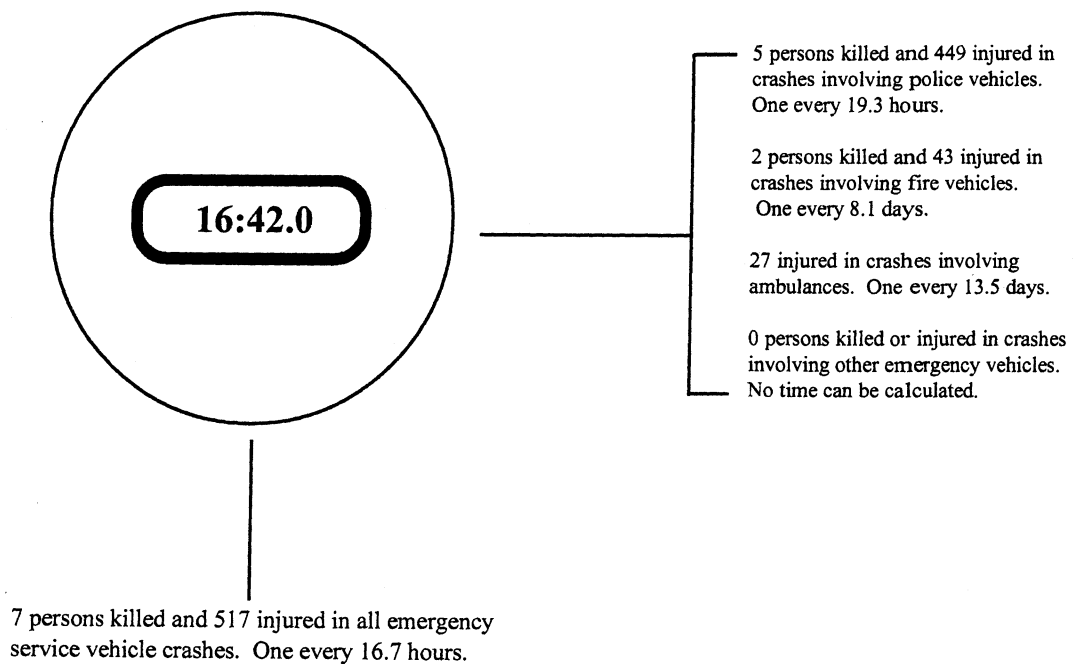 16:42.0
5 persons killed and 449 injured in
crashes involving police vehicles.
One every 19.3 hours.
2 persons killed and 43 injured in
crashes involving fire vehicles.
One every 8.1 days.
27 injured in crashes involving
ambulances. One every 13.5 days.
0 persons killed or injured in crashes
involving other emergency vehicles.
No time can be calculated.
7 persons killed and 517 injured in all emergency
service vehicle crashes. One every 16.7 hours.